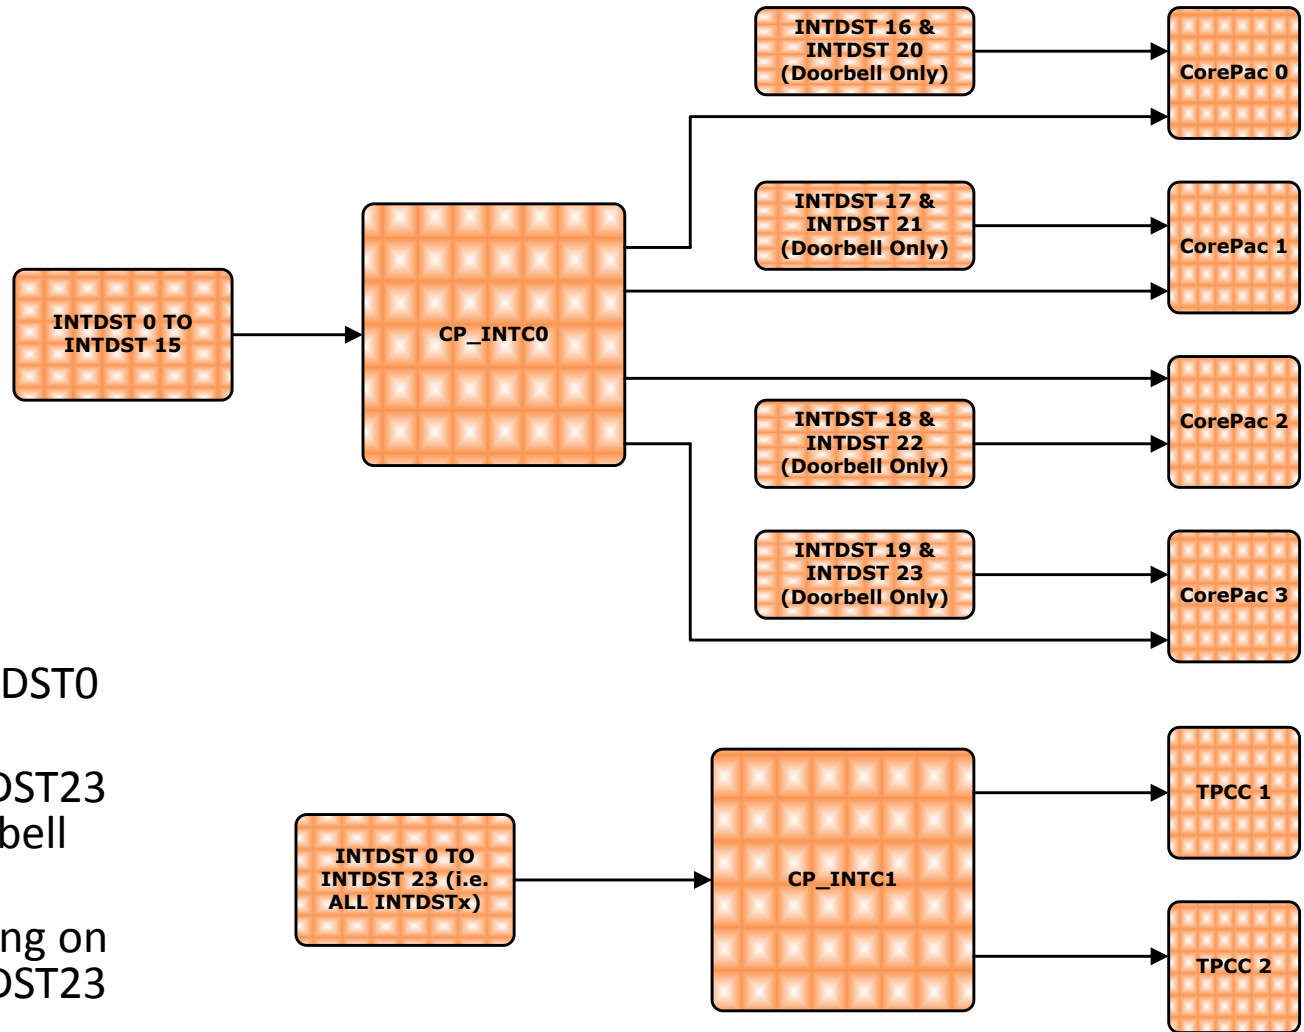 INTDST 16 &
INTDST 20
(Doorbell Only)
CorePac 0
INTDST 17 &
INTDST 21
(Doorbell Only)
CorePac 1
INTDST 0 TO
INTDST 15
CP_INTC0
CorePac 2
INTDST 18 &
INTDST 22
(Doorbell Only)
INTDST 19 &
INTDST 23
(Doorbell Only)
CorePac 3
DST0
DST23
bell
ng on
DST23
INTDST 0 TO
INTDST 23 (i.e.
ALL INTDSTx)
CP_INTC1
TPCC 1
TPCC 2